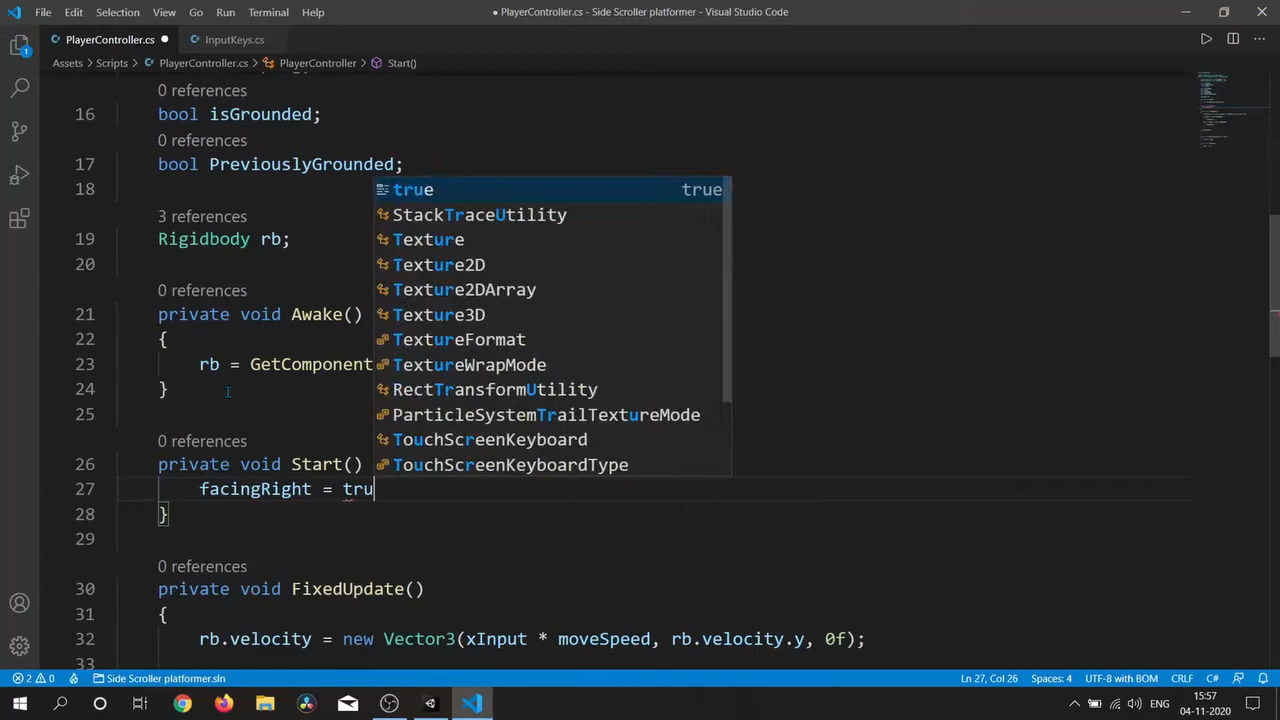 File Edit Selection View Go Run Terminal Help ● PlayerController.cs - Side Scroller platformer - Visual Studio Code
PlayerController.cs ● InputKeys.cs
Assets > Scripts > PlayerController.cs > PlayerController > Start()
0 references
16 bool isGrounded;
0 references
17 bool PreviouslyGrounded;
18
3 references
19 Rigidbody rb;
20
0 references
21 private void Awake()
22 {
23 rb = GetComponent
24 }
25
0 references
26 private void Start()
27 facingRight = tru
28 }
29
0 references
30 private void FixedUpdate()
31 {
32 rb.velocity = new Vector3(xInput * moveSpeed, rb.velocity.y, 0f);
33
true true
StackTraceUtility
Texture
Texture2D
Texture2DArray
Texture3D
TextureFormat
TextureWrapMode
RectTransformUtility
ParticleSystemTrailTextureMode
TouchScreenKeyboard
TouchScreenKeyboardType
1
2 0 Side Scroller platformer.sln Ln 27, Col 26 Spaces: 4 UTF-8 with BOM CRLF C#
ENG 15:57
04-11-2020